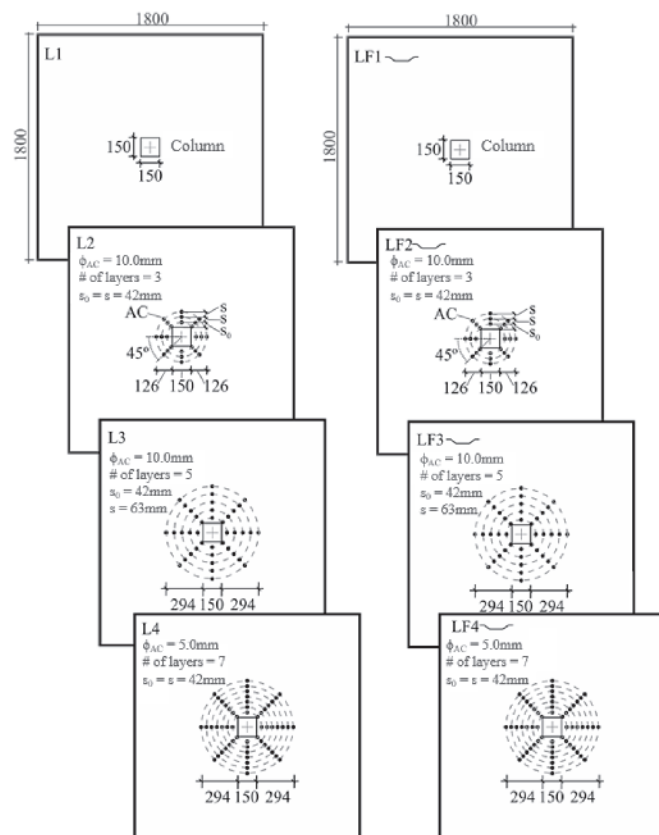 1800
1800
L1
150
Column
150
L2
ϕAC = 10.0mm
# of layers = 3
s0 = s = 42mm
AC
s
s
s0
45º
126 150 126
L3
ϕAC = 10.0mm
# of layers = 5
s0 = 42mm
s = 63mm
294 150 294
L4
ϕAC = 5.0mm
# of layers = 7
s0 = s = 42mm
294 150 294
1800
1800
LF1
150
Column
150
LF2
ϕAC = 10.0mm
# of layers = 3
s0 = s = 42mm
AC
s
s
s0
45º
126 150 126
LF3
ϕAC = 10.0mm
# of layers = 5
s0 = 42mm
s = 63mm
294 150 294
LF4
ϕAC = 5.0mm
# of layers = 7
s0 = s = 42mm
294 150 294